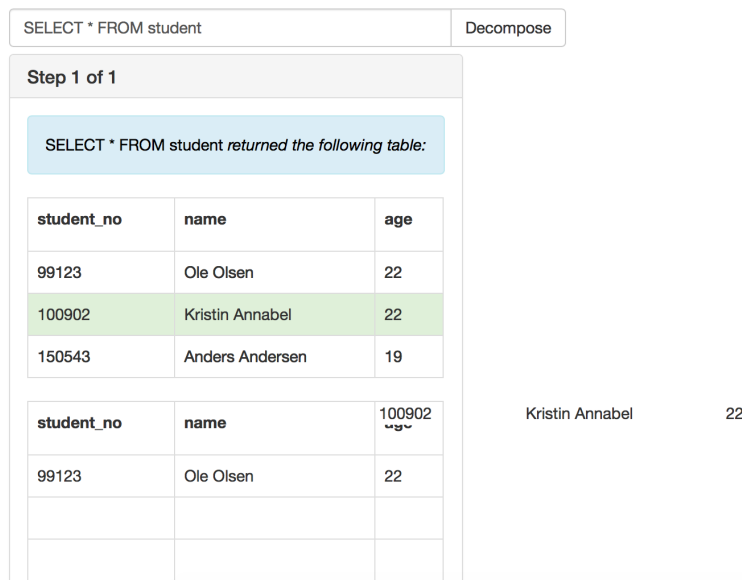 SELECT * FROM student Decompose
Step 1 of 1
SELECT * FROM student returned the following table:
student_no name age
99123 Ole Olsen 22
100902 Kristin Annabel 22
150543 Anders Andersen 19
100902 Kristin Annabel 22
student_no name age
99123 Ole Olsen 22